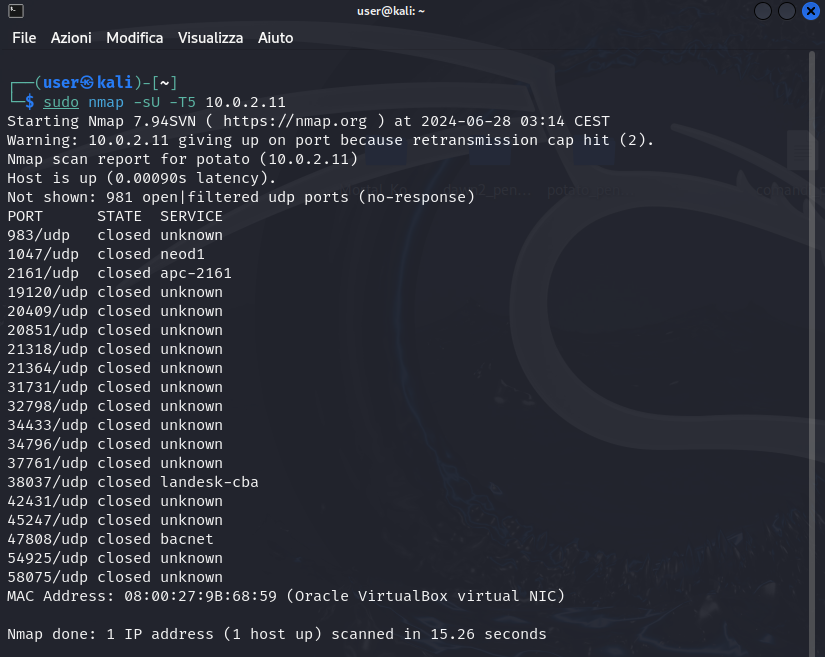 user@kali: ~
File Azioni Modifica Visualizza Aiuto
┌──(user㉿kali)-[~]
└─$ sudo nmap -sU -T5 10.0.2.11
Starting Nmap 7.94SVN ( https://nmap.org ) at 2024-06-28 03:14 CEST
Warning: 10.0.2.11 giving up on port because retransmission cap hit (2).
Nmap scan report for potato (10.0.2.11)
Host is up (0.00090s latency).
Not shown: 981 open|filtered udp ports (no-response)
PORT      STATE  SERVICE
983/udp   closed unknown
1047/udp  closed neod1
2161/udp  closed apc-2161
19120/udp closed unknown
20409/udp closed unknown
20851/udp closed unknown
21318/udp closed unknown
21364/udp closed unknown
31731/udp closed unknown
32798/udp closed unknown
34433/udp closed unknown
34796/udp closed unknown
37761/udp closed unknown
38037/udp closed landesk-cba
42431/udp closed unknown
45247/udp closed unknown
47808/udp closed bacnet
54925/udp closed unknown
58075/udp closed unknown
MAC Address: 08:00:27:9B:68:59 (Oracle VirtualBox virtual NIC)
Nmap done: 1 IP address (1 host up) scanned in 15.26 seconds